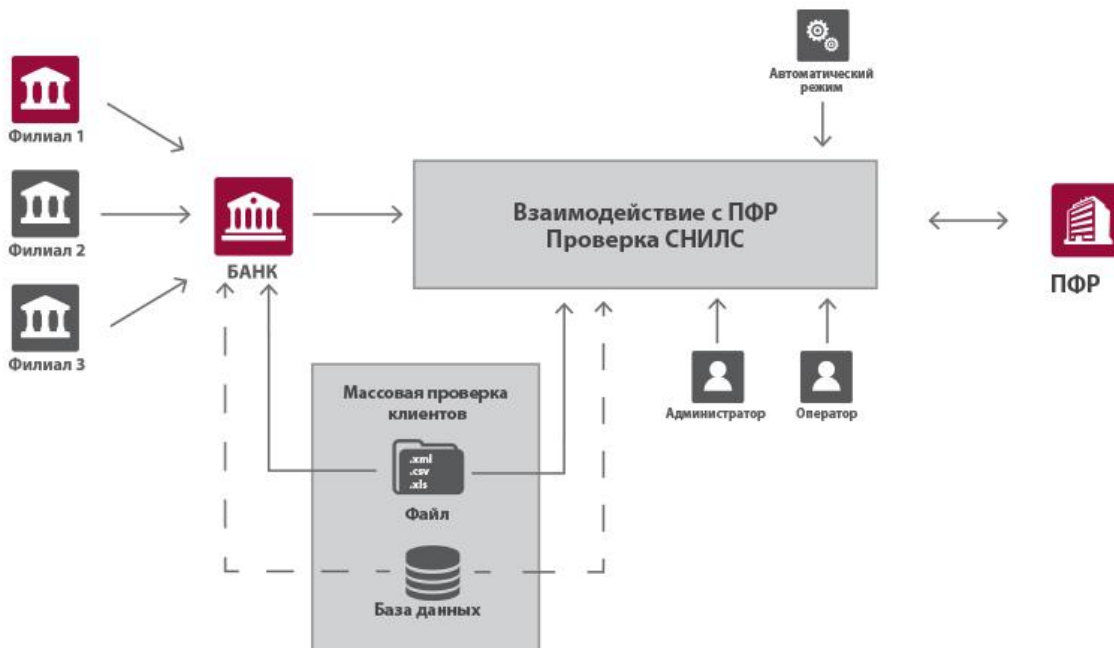 Автоматический
режим
Филиал 1
Филиал 2
Филиал 3
БАНК
Взаимодействие с ПФР
Проверка СНИЛС
ПФР
Администратор
Оператор
Массовая проверка
клиентов
.xml
.csv
.xls
Файл
База данных